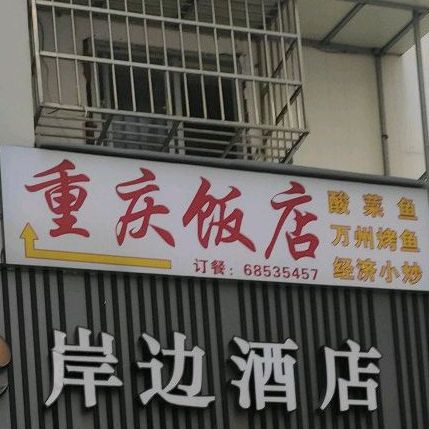 重庆饭店
酸菜鱼
万州烤鱼
经济小炒
订餐：68535457
岸边酒店